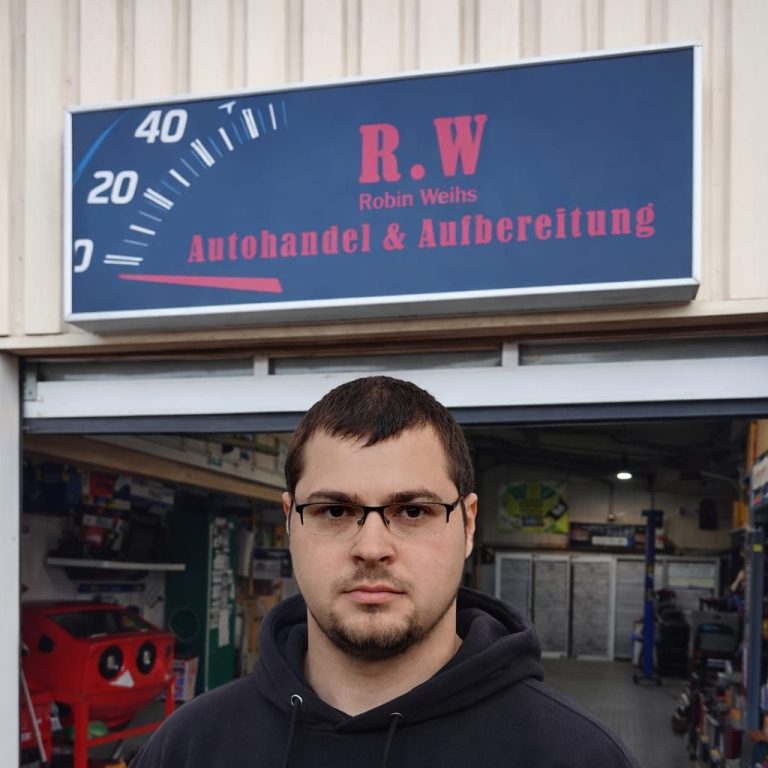 40
20
0
R.W
Robin Weihs
Autohandel & Aufbereitung